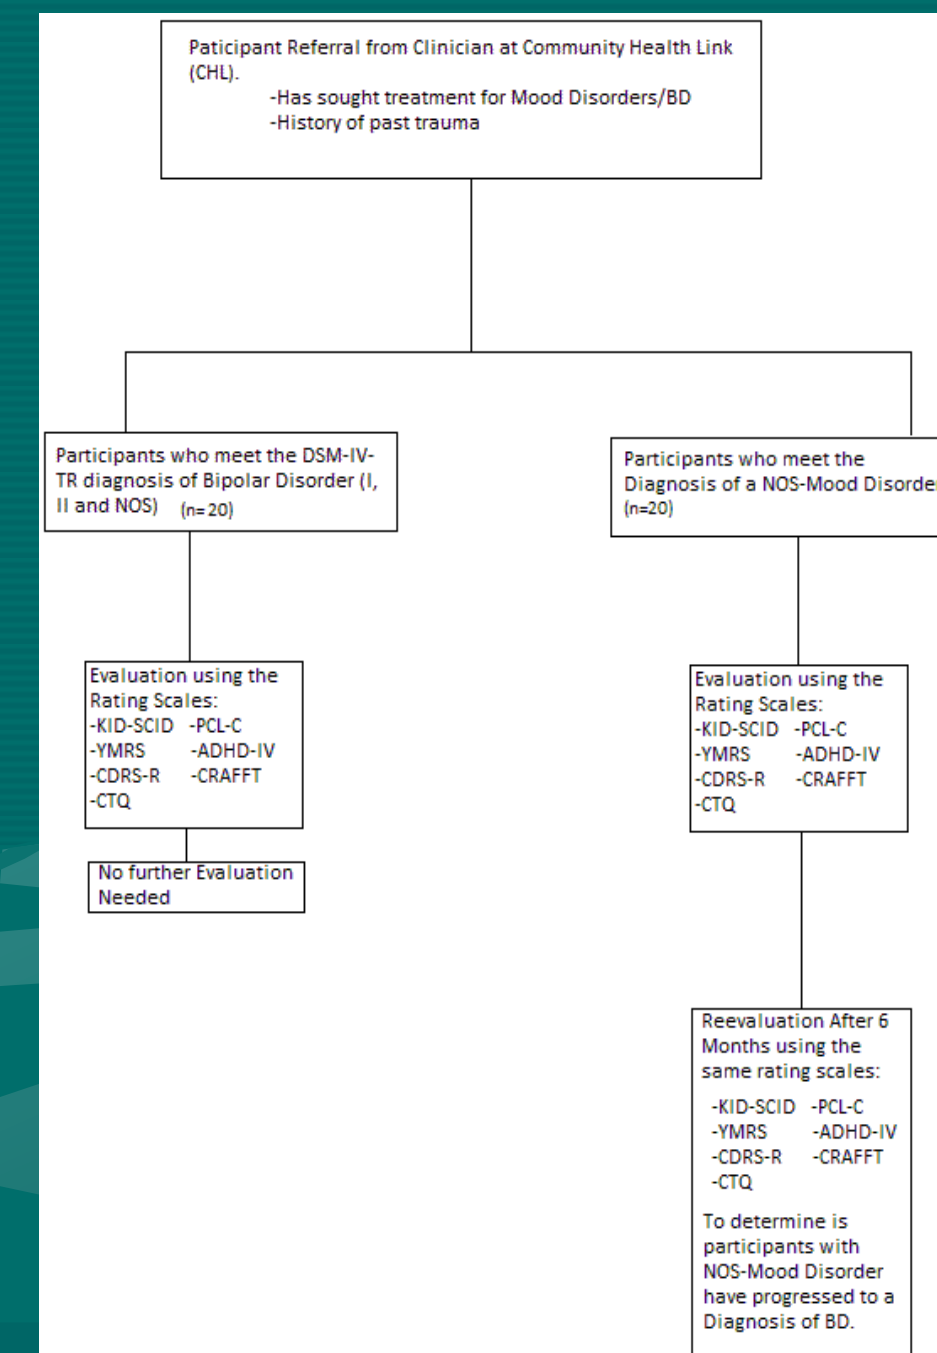 Paticipant Referral from Clinician at Community Health Link
(CHL).
-Has sought treatment for Mood Disorders/BD
-History of past trauma
Participants who meet the DSM-IV-
TR diagnosis of Bipolar Disorder (I,
II and NOS) (n=20)
Participants who meet the
Diagnosis of a NOS-Mood Disorder
(n=20)
Evaluation using the
Rating Scales:
-KID-SCID -PCL-C
-YMRS -ADHD-IV
-CDRS-R -CRAFFT
-CTQ
No further Evaluation
Needed
Evaluation using the
Rating Scales:
-KID-SCID -PCL-C
-YMRS -ADHD-IV
-CDRS-R -CRAFFT
-CTQ
Reevaluation After 6
Months using the
same rating scales:
-KID-SCID -PCL-C
-YMRS -ADHD-IV
-CDRS-R -CRAFFT
-CTQ
To determine is
participants with
NOS-Mood Disorder
have progressed to a
Diagnosis of BD.